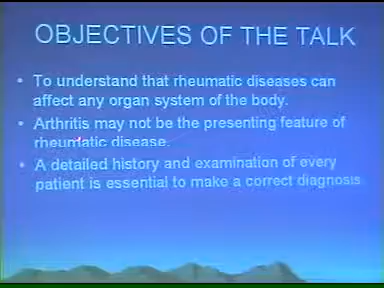 OBJECTIVES OF THE TALK
• To understand that rheumatic diseases can
affect any organ system of the body.
• Arthritis may not be the presenting feature of
rheumatic disease.
• A detailed history and examination of every
patient is essential to make a correct diagnosis